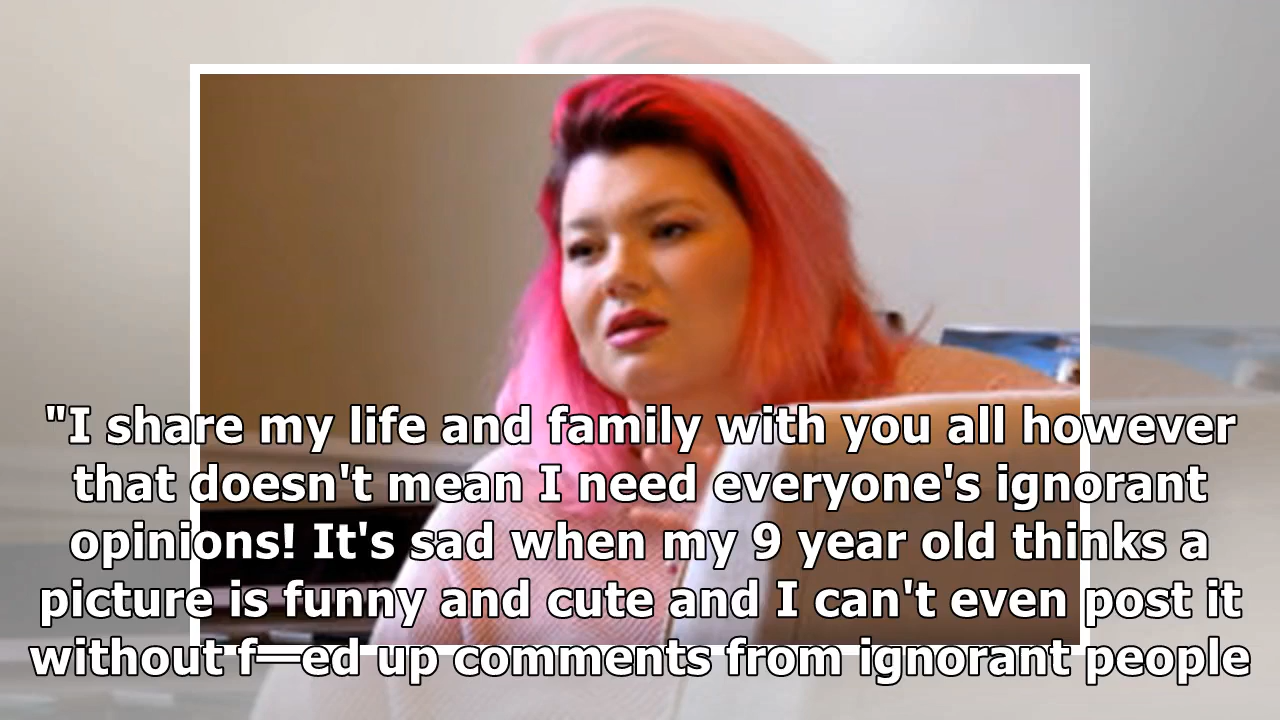 "I share my life and family with you all however
that doesn't mean I need everyone's ignorant
opinions! It's sad when my 9 year old thinks a
picture is funny and cute and I can't even post it
without f—ed up comments from ignorant people